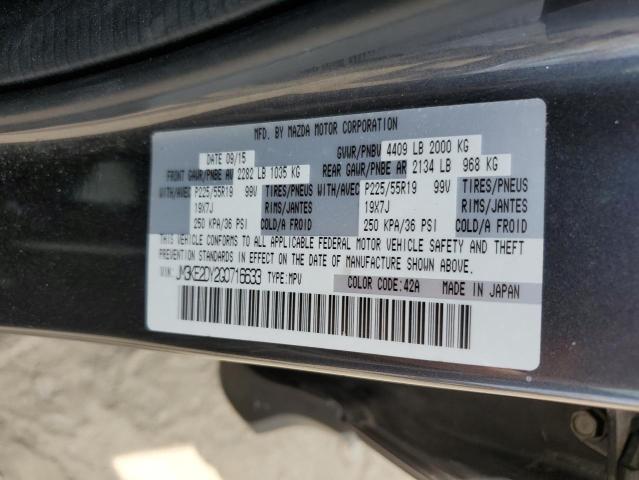 MFD. BY MAZDA MOTOR CORPORATION
DATE 09/15 GVWR/PNBV 4409 LB 2000 KG
FRONT GAWR/PNBE AV 2282 LB 1035 KG REAR GAWR/PNBE AR 2134 LB 968 KG
WITH/AVEC P225/55R19 99V TIRES/PNEUS WITH/AVEC P225/55R19 99V TIRES/PNEUS
19X7J RIMS/JANTES 19X7J RIMS/JANTES
250 KPA/36 PSI COLD/A FROID 250 KPA/36 PSI COLD/A FROID
THIS VEHICLE CONFORMS TO ALL APPLICABLE FEDERAL MOTOR VEHICLE SAFETY AND THEFT
PREVENTION STANDARDS IN EFFECT ON THE DATE OF MANUFACTURE SHOWN ABOVE.
VIN: JM3KE2DY2G0716633 TYPE:MPV COLOR CODE:42A MADE IN JAPAN